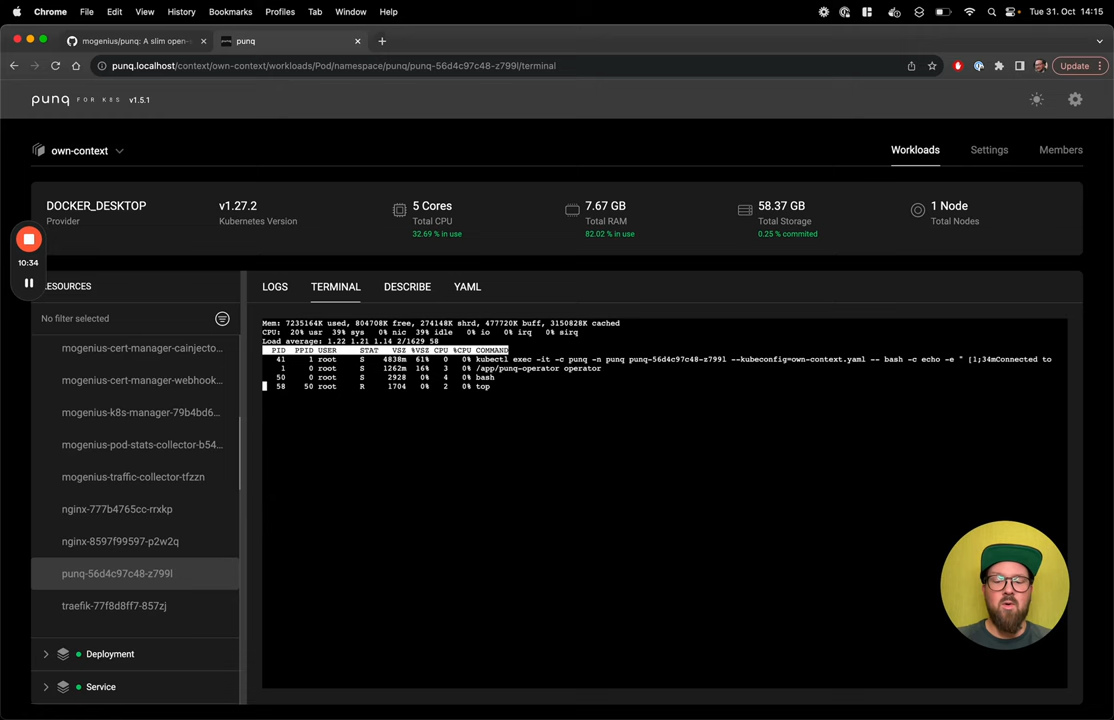 Chrome File Edit View History Bookmarks Profiles Tab Window Help Tue 31. Oct 14:15
mogenius/punq: A slim open- punq
punq.localhost/context/own-context/workloads/Pod/namespace/punq/punq-56d4c97c48-z799l/terminal Update
punq FOR K8S v1.5.1
own-context Workloads Settings Members
DOCKER_DESKTOP v1.27.2 5 Cores 7.67 GB 58.37 GB 1 Node
Provider Kubernetes Version Total CPU Total RAM Total Storage Total Nodes
32.69 % in use 82.02 % in use 0.25 % commited
10:34
RESOURCES LOGS TERMINAL DESCRIBE YAML
No filter selected
Mem: 7235164K used, 804708K free, 274148K shrd, 477720K buff, 3150828K cached
CPU: 20% usr 39% sys 0% nic 39% idle 0% io 0% irq 0% sirq
Load average: 1.22 1.21 1.14 2/1629 58
PID PPID USER STAT VSZ %VSZ CPU %CPU COMMAND
41 1 root S 4838m 61% 0 0% kubectl exec -it -c punq -n punq punq-56d4c97c48-z799l --kubeconfig=own-context.yaml -- bash -c echo -e " [1;34mConnected to
1 0 root S 1262m 16% 3 0% /app/punq-operator operator
50 0 root S 2928 0% 4 0% bash
58 50 root R 1704 0% 2 0% top
mogenius-cert-manager-cainjecto...
mogenius-cert-manager-webhook...
mogenius-k8s-manager-79b4bd6...
mogenius-pod-stats-collector-b54...
mogenius-traffic-collector-tfzzn
nginx-777b4765cc-rrxkp
nginx-8597f99597-p2w2q
punq-56d4c97c48-z799l
traefik-77f8d8ff7-857zj
Deployment
Service